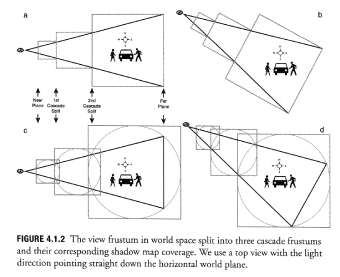 a
b
Near
Plane
1st
Cascade
Split
2nd
Cascade
Split
Far
Plane
c
d
FIGURE 4.1.2 The view frustum in world space split into three cascade frustums
and their corresponding shadow map coverage. We use a top view with the light
direction pointing straight down the horizontal world plane.